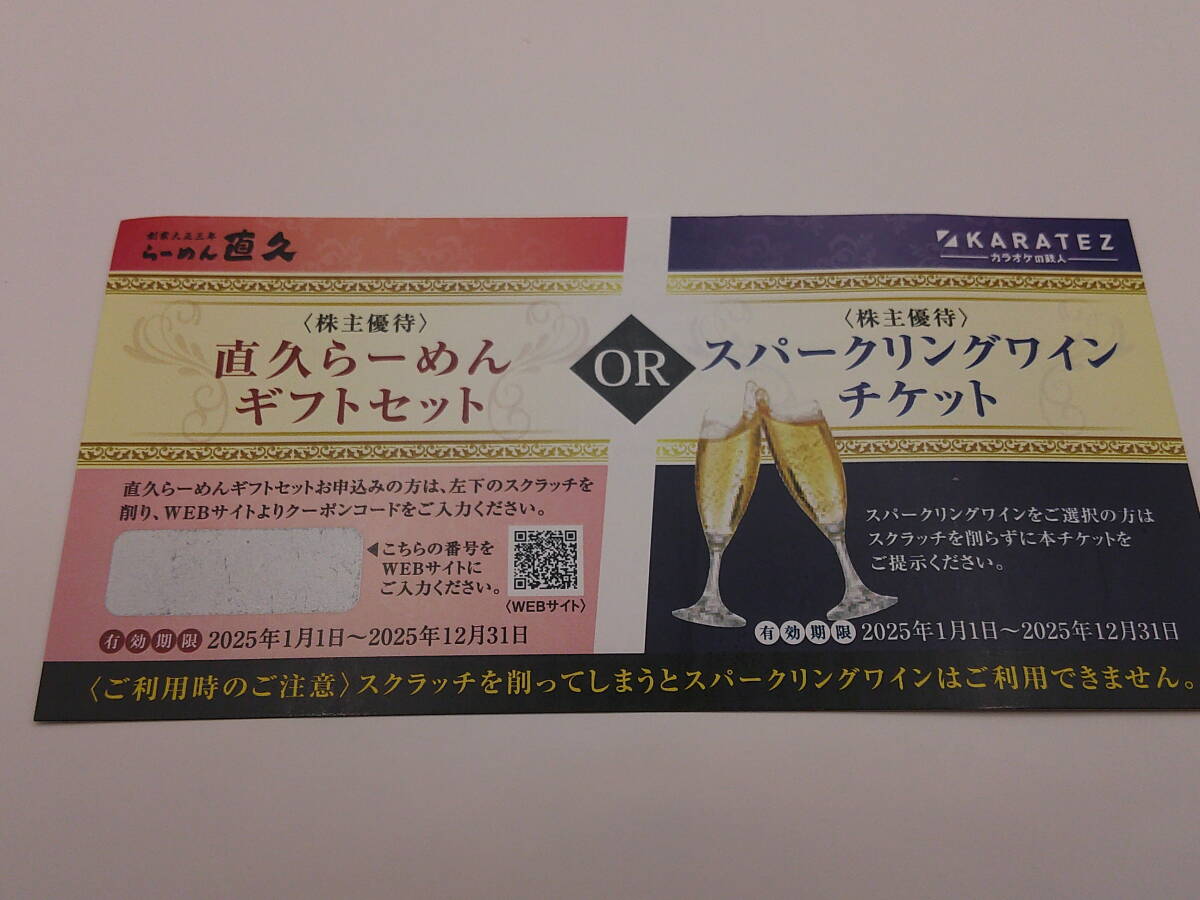 創業大正三年
らーめん 直久
〈株主優待〉
直久らーめん
ギフトセット
直久らーめんギフトセットお申込みの方は、左下のスクラッチを
削り、WEBサイトよりクーポンコードをご入力ください。
◀こちらの番号を
WEBサイトに
ご入力ください。
〈WEBサイト〉
有効期限 2025年1月1日～2025年12月31日
OR
KARATEZ
カラオケの鉄人
〈株主優待〉
スパークリングワイン
チケット
スパークリングワインをご選択の方は
スクラッチを削らずに本チケットを
ご提示ください。
有効期限 2025年1月1日～2025年12月31日
〈ご利用時のご注意〉スクラッチを削ってしまうとスパークリングワインはご利用できません。